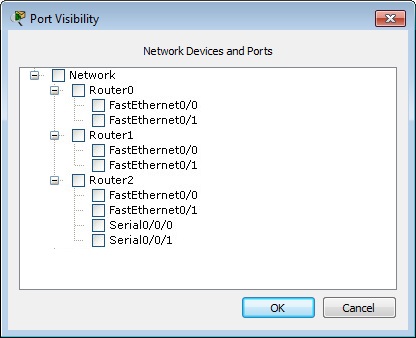 Port Visibility
Network Devices and Ports
Network
Router0
FastEthernet0/0
FastEthernet0/1
Router1
FastEthernet0/0
FastEthernet0/1
Router2
FastEthernet0/0
FastEthernet0/1
Serial0/0/0
Serial0/0/1
OK Cancel